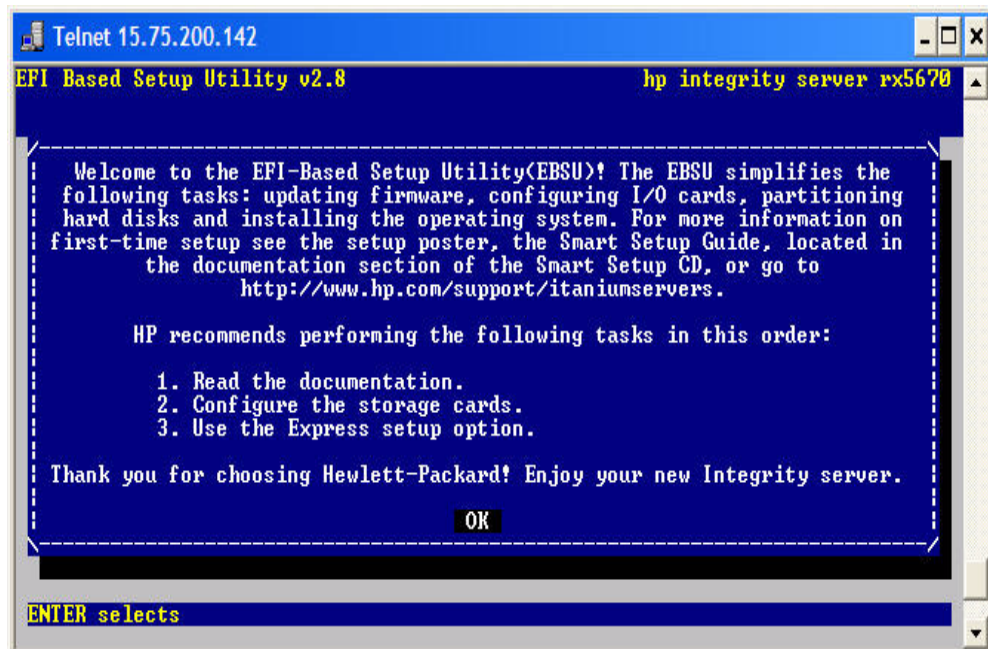 Telnet 15.75.200.142
EFI Based Setup Utility v2.8 hp integrity server rx5670
Welcome to the EFI-Based Setup Utility(EBSU)! The EBSU simplifies the
following tasks: updating firmware, configuring I/O cards, partitioning
hard disks and installing the operating system. For more information on
first-time setup see the setup poster, the Smart Setup Guide, located in
the documentation section of the Smart Setup CD, or go to
http://www.hp.com/support/itaniumservers.
HP recommends performing the following tasks in this order:
1. Read the documentation.
2. Configure the storage cards.
3. Use the Express setup option.
Thank you for choosing Hewlett-Packard! Enjoy your new Integrity server.
OK
ENTER selects